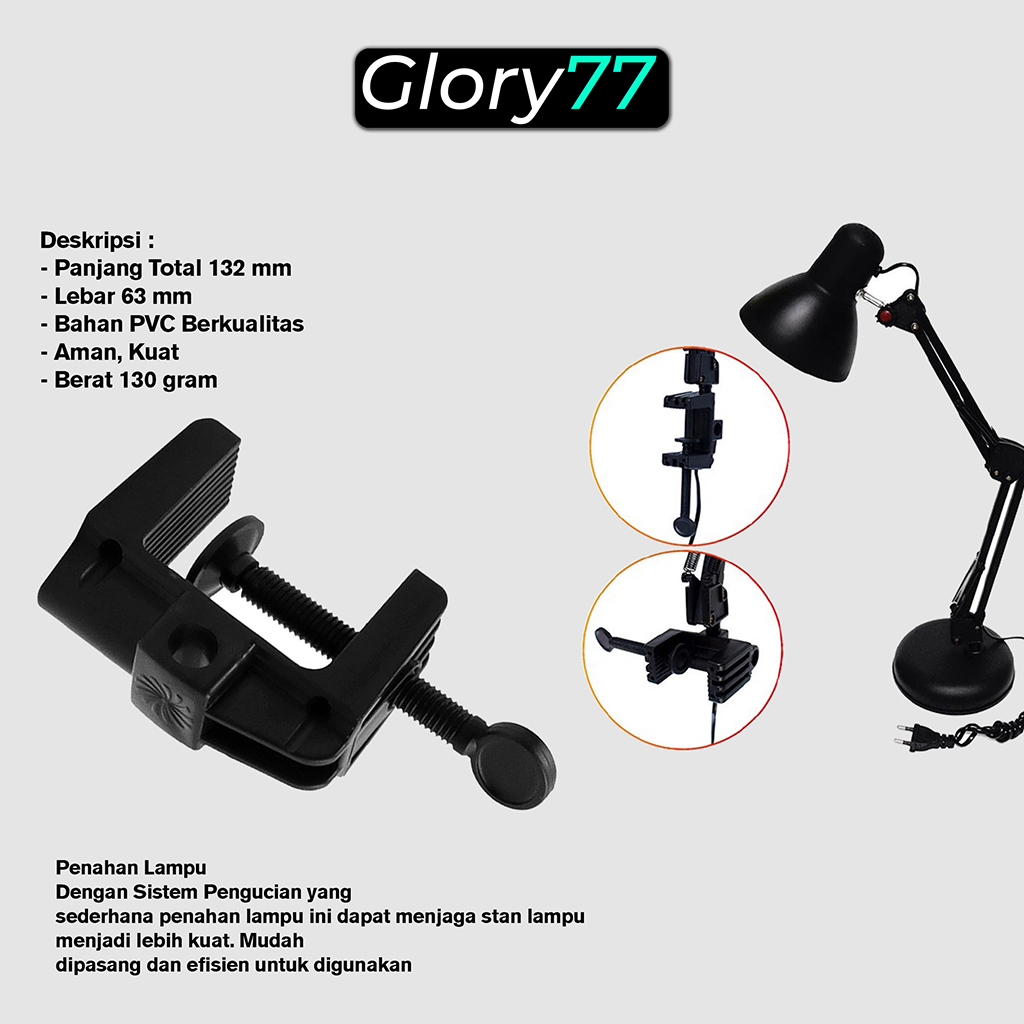 Glory77
Deskripsi :
- Panjang Total 132 mm
- Lebar 63 mm
- Bahan PVC Berkualitas
- Aman, Kuat
- Berat 130 gram
Penahan Lampu
Dengan Sistem Pengucian yang
sederhana penahan lampu ini dapat menjaga stan lampu
menjadi lebih kuat. Mudah
dipasang dan efisien untuk digunakan